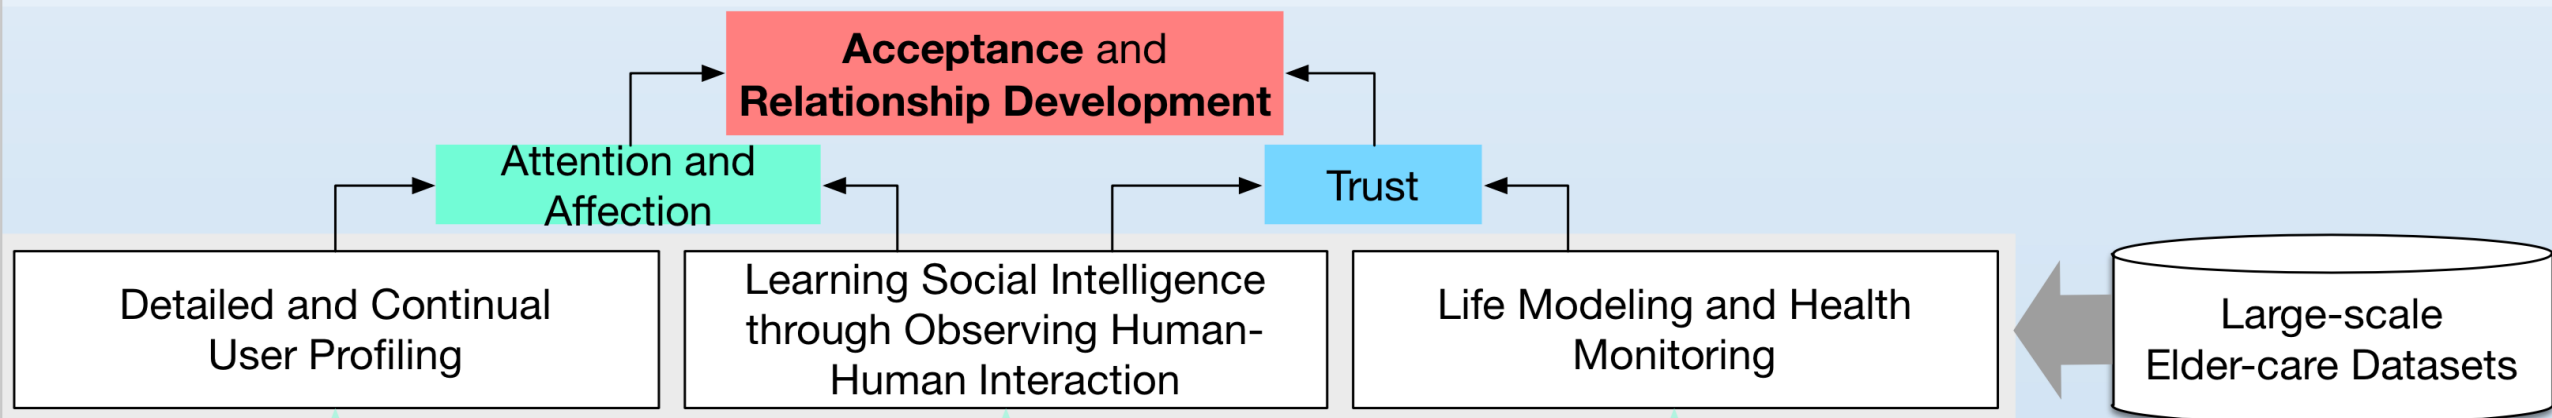 Acceptance and
Relationship Development
Attention and
Affection
Trust
Detailed and Continual
User Profiling
Learning Social Intelligence
through Observing Human-
Human Interaction
Life Modeling and Health
Monitoring
Large-scale
Elder-care Datasets